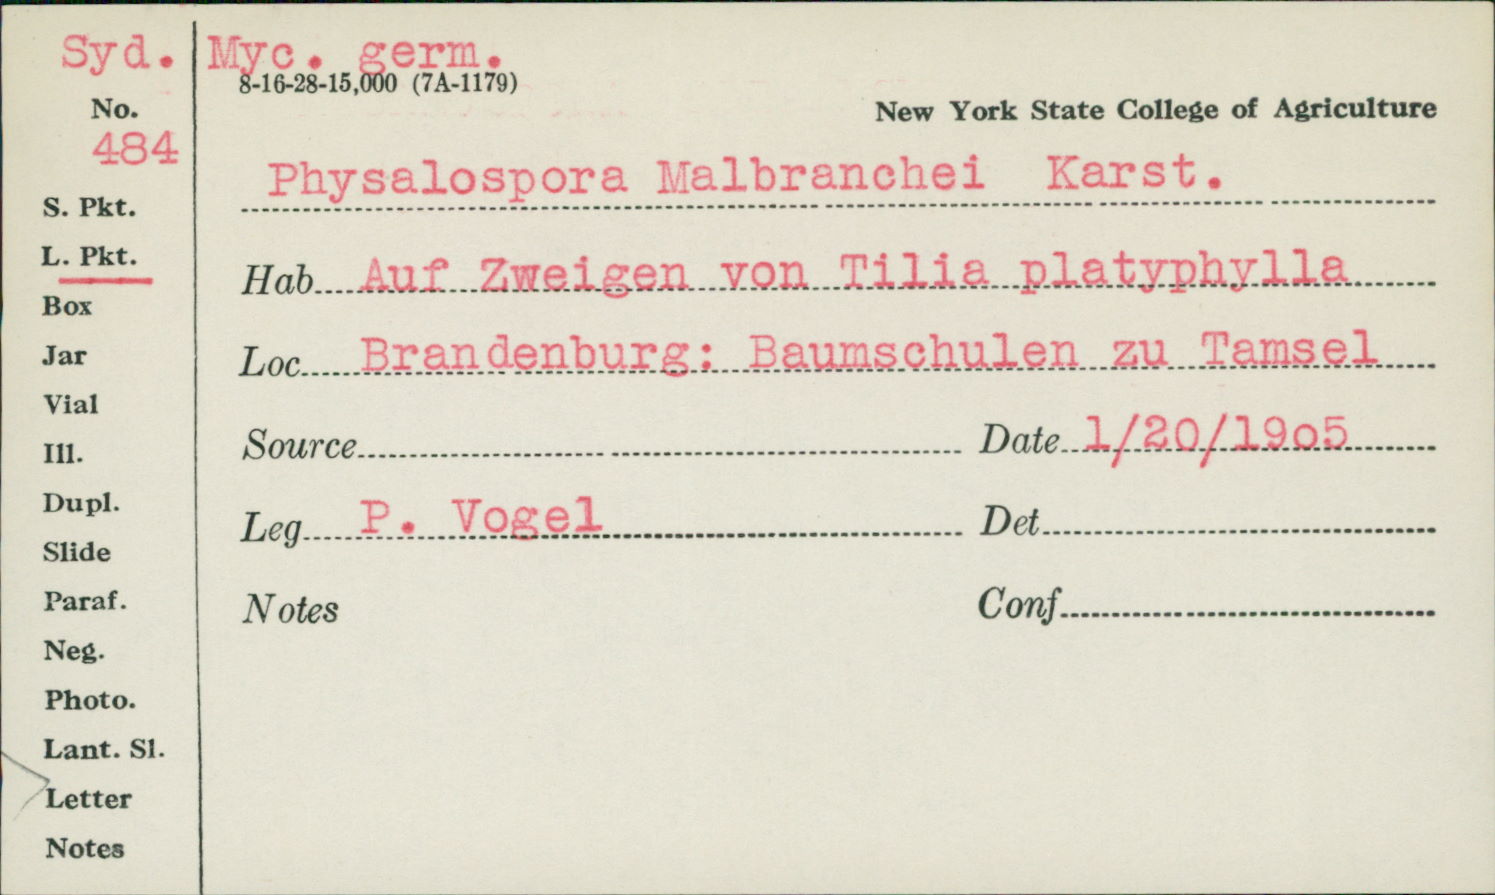 Syd. Myc. germ.
8-16-28-15,000 (7A-1179)
No.
New York State College of Agriculture
484
Physalospora Malbranchei Karst.
S. Pkt.
L. Pkt.
Hab Auf Zweigen von Tilia platyphylla
Box
Jar
Loc Brandenburg: Baumschulen zu Tamsel
Vial
Source Date 1/20/19o5
Ill.
Dupl.
Leg P. Vogel Det
Slide
Paraf.
Notes Conf
Neg.
Photo.
Lant. Sl.
Letter
Notes